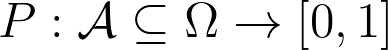 P : 𝒜 ⊆ Ω → [0, 1]